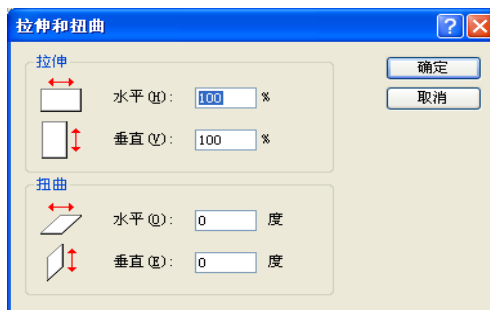 拉伸和扭曲
拉伸
水平(H): 100 %
垂直(V): 100 %
扭曲
水平(O): 0 度
垂直(E): 0 度
确定
取消